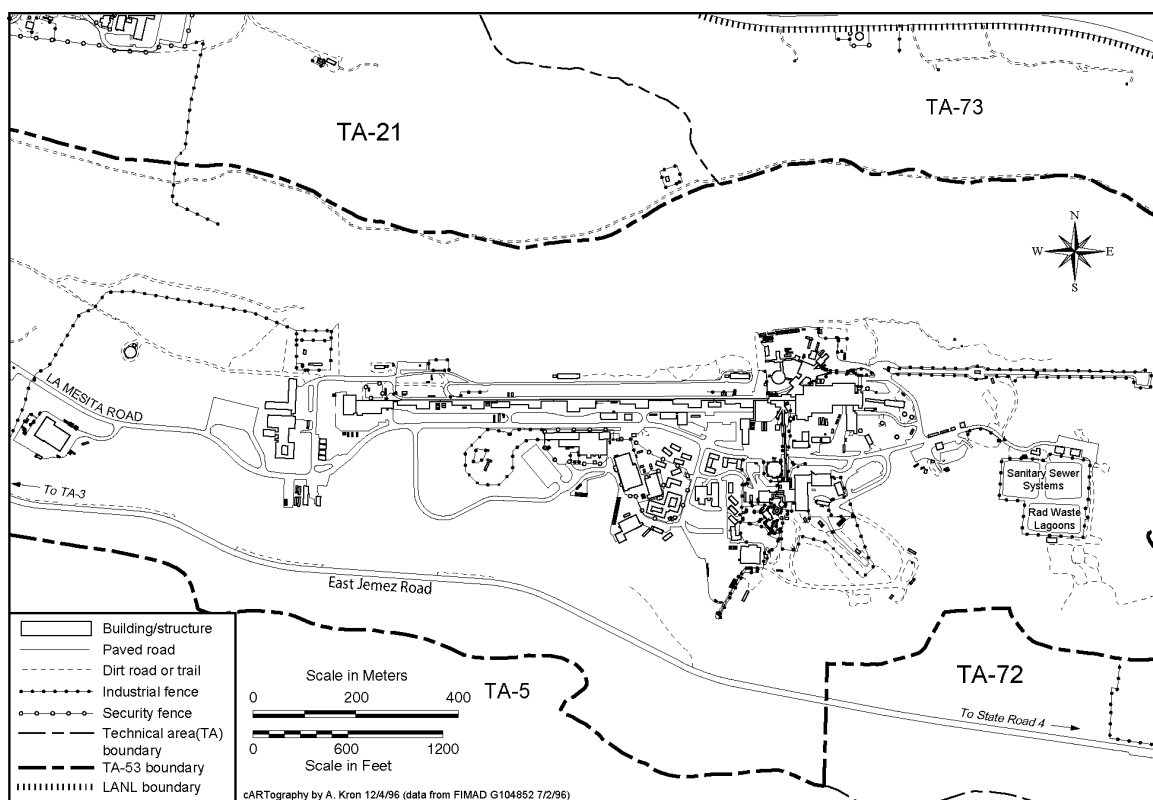 TA-21
TA-73
N
W E
S
LA MESITA ROAD
To TA-3
Sanitary Sewer
Systems
Rad Waste
Lagoons
East Jemez Road
TA-5
TA-72
To State Road 4
Building/structure
Paved road
Dirt road or trail
Industrial fence
Security fence
Technical area(TA)
boundary
TA-53 boundary
LANL boundary
Scale in Meters
0 200 400
0 600 1200
Scale in Feet
cARTography by A. Kron 12/4/96 (data from FIMAD G104852 7/2/96)